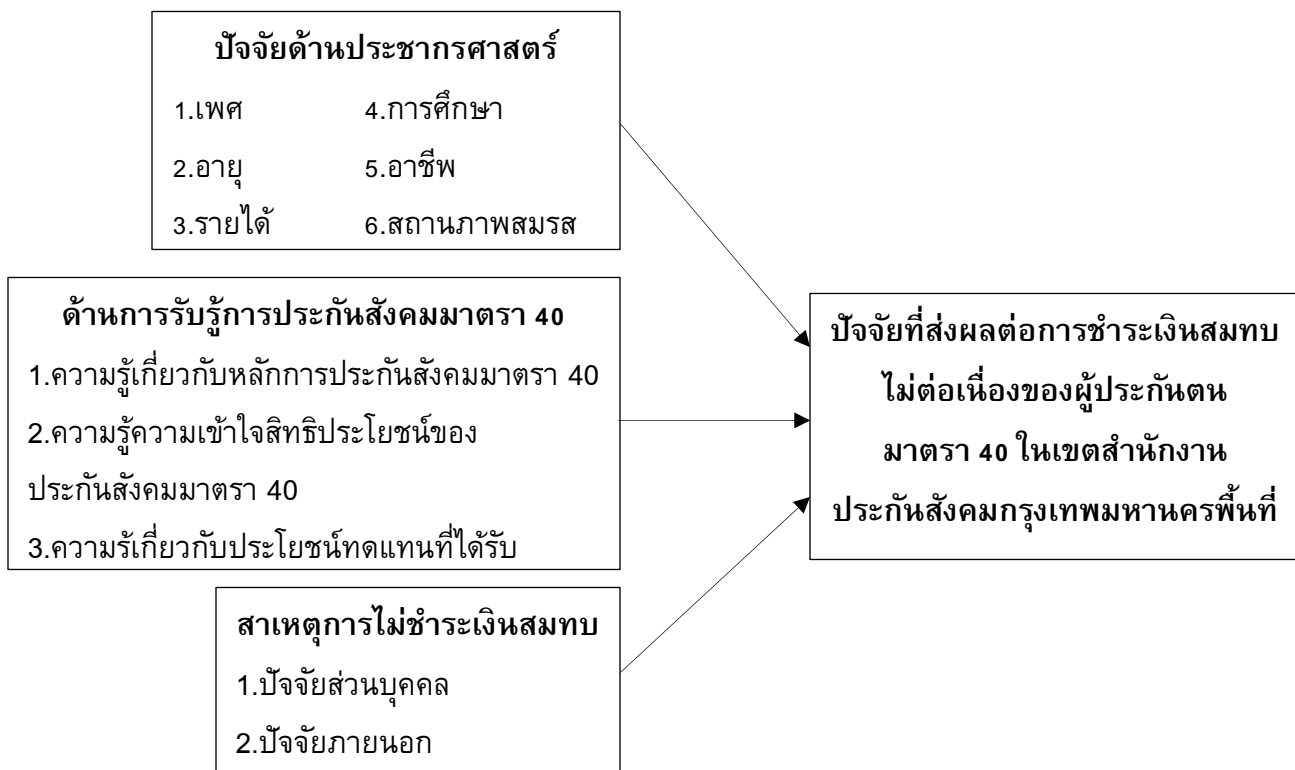 ปัจจัยด้านประชากรศาสตร์
1.เพศ 4.การศึกษา
2.อายุ 5.อาชีพ
3.รายได้ 6.สถานภาพสมรส
ด้านการรับรู้การประกันสังคมมาตรา 40
1.ความรู้เกี่ยวกับหลักการประกันสังคมมาตรา 40
2.ความรู้ความเข้าใจสิทธิประโยชน์ของ
ประกันสังคมมาตรา 40
3.ความรู้เกี่ยวกับประโยชน์ทดแทนที่ได้รับ
สาเหตุการไม่ชำระเงินสมทบ
1.ปัจจัยส่วนบุคคล
2.ปัจจัยภายนอก
ปัจจัยที่ส่งผลต่อการชำระเงินสมทบ
ไม่ต่อเนื่องของผู้ประกันตน
มาตรา 40 ในเขตสำนักงาน
ประกันสังคมกรุงเทพมหานครพื้นที่